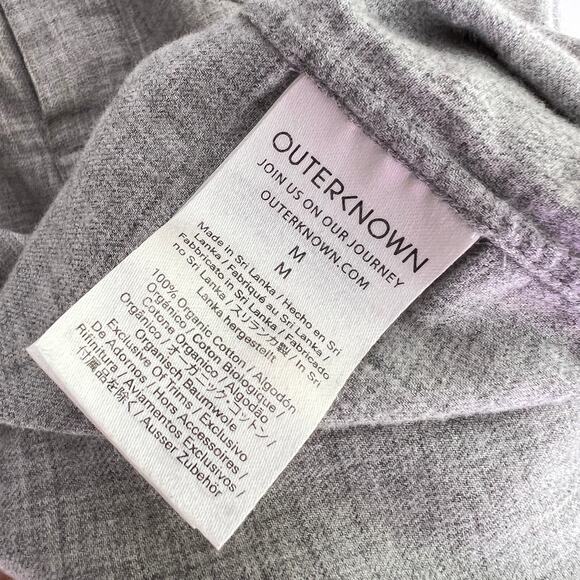 OUTERKNOWN
JOIN US ON OUR JOURNEY
OUTERKNOWN.COM
M
M
Made in Sri Lanka / Hecho en Sri
Lanka / Fabriqué au Sri Lanka /
Fabbricato in Sri Lanka / Fabricado
no Sri Lanka / スリランカ製 / In Sri
Lanka hergestellt
100% Organic Cotton / Algodón
Orgánico / Coton Biologique
Cotone Organico / Algodão
Orgânico / オーガニックコットン /
Organisch Baumwolle
Exclusive Of Trims / Exclusivo
De Adornos / Hors Accessoires /
Rifinitura / Aviamentos Exclusivos /
付属品を除く / Ausser Zubehör